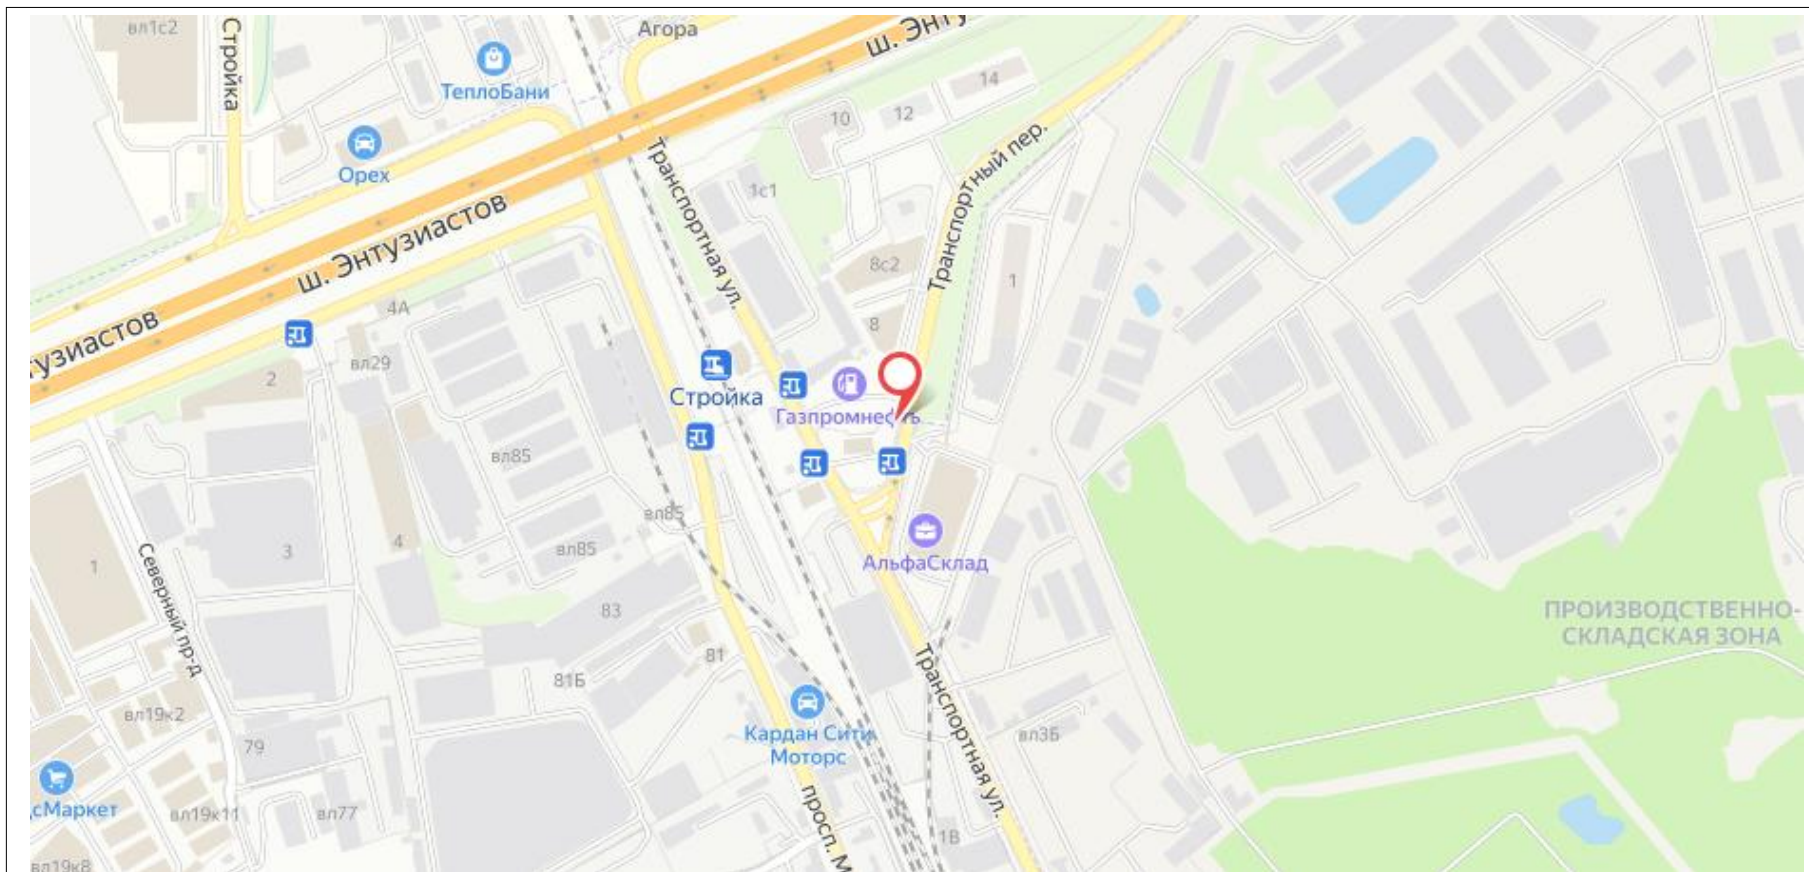 вл1с2
Стройка
Агора
ш. Энту
ТеплоБани
14
10
12
Орех
Транспортный пер.
Транспортная ул.
1с1
ш. Энтузиастов
8с2
1
4А
8
узиастов
вл29
2
Стройка
Газпромнефть
вл85
вл85
вл85
АльфаСклад
3
4
1
Северный пр-д
83
ПРОИЗВОДСТВЕННО-
СКЛАДСКАЯ ЗОНА
81
81Б
Транспортная ул.
вл19к2
Кардан Сити
Моторс
вл3Б
79
сМаркет
вл19к11
вл77
просп. М
1В
вл19к8